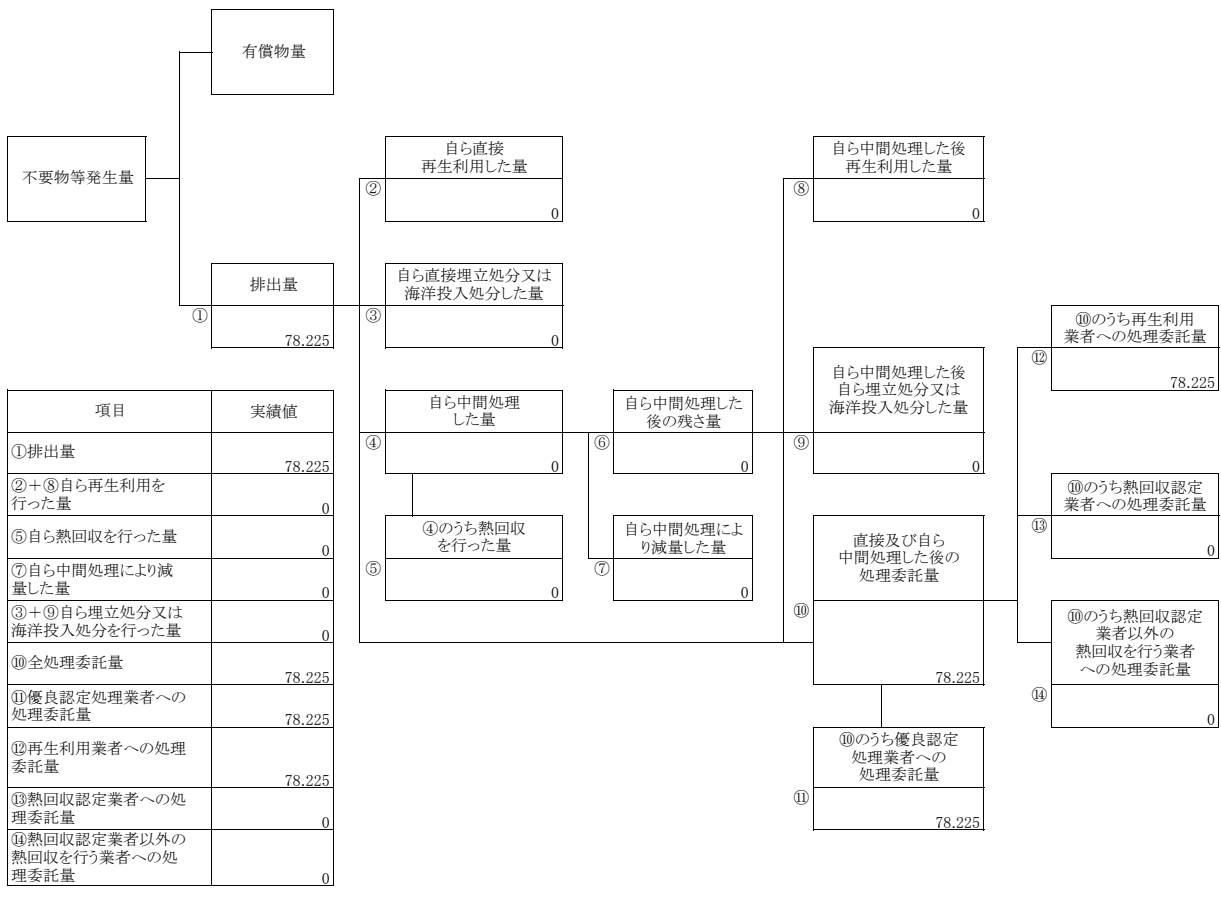 有償物量
不要物等発生量
排出量
①
78.225
自ら直接
再生利用した量
②
0
自ら直接埋立処分又は
海洋投入処分した量
③
0
自ら中間処理
した量
④
0
④のうち熱回収
を行った量
⑤
0
自ら中間処理した
後の残さ量
⑥
0
自ら中間処理によ
り減量した量
⑦
0
自ら中間処理した後
再生利用した量
⑧
0
自ら中間処理した後
自ら埋立処分又は
海洋投入処分した量
⑨
0
直接及び自ら
中間処理した後の
処理委託量
⑩
78.225
⑩のうち優良認定
処理業者への
処理委託量
⑪
78.225
⑩のうち再生利用
業者への処理委託量
⑫
78.225
⑩のうち熱回収認定
業者への処理委託量
⑬
0
⑩のうち熱回収認定
業者以外の
熱回収を行う業者
への処理委託量
⑭
0
項目 実績値
①排出量
78.225
②＋⑧自ら再生利用を
行った量
0
⑤自ら熱回収を行った量
0
⑦自ら中間処理により減
量した量
0
③＋⑨自ら埋立処分又は
海洋投入処分を行った量
0
⑩全処理委託量
78.225
⑪優良認定処理業者への
処理委託量
78.225
⑫再生利用業者への処理
委託量
78.225
⑬熱回収認定業者への処
理委託量
0
⑭熱回収認定業者以外の
熱回収を行う業者への処
理委託量
0